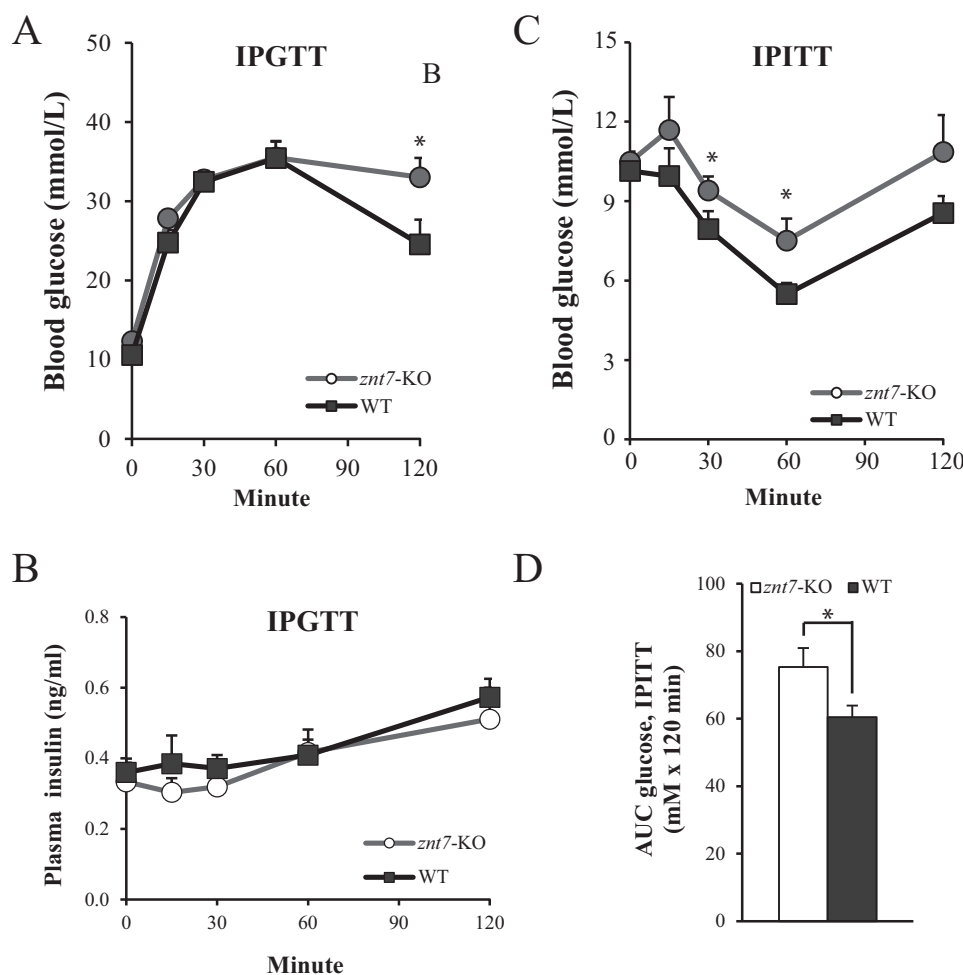 A
50
40
30
20
10
0
Blood glucose (mmol/L)
IPGTT
B
*
znt7-KO
WT
0 30 60 90 120
Minute
C
15
12
9
6
3
0
Blood glucose (mmol/L)
IPITT
*
*
znt7-KO
WT
0 30 60 90 120
Minute
B
0.8
0.6
0.4
0.2
0.0
Plasma insulin (ng/ml)
IPGTT
znt7-KO
WT
0 30 60 90 120
Minute
D
100
80
60
40
20
0
AUC glucose, IPITT
(mM x 120 min)
znt7-KO WT
*